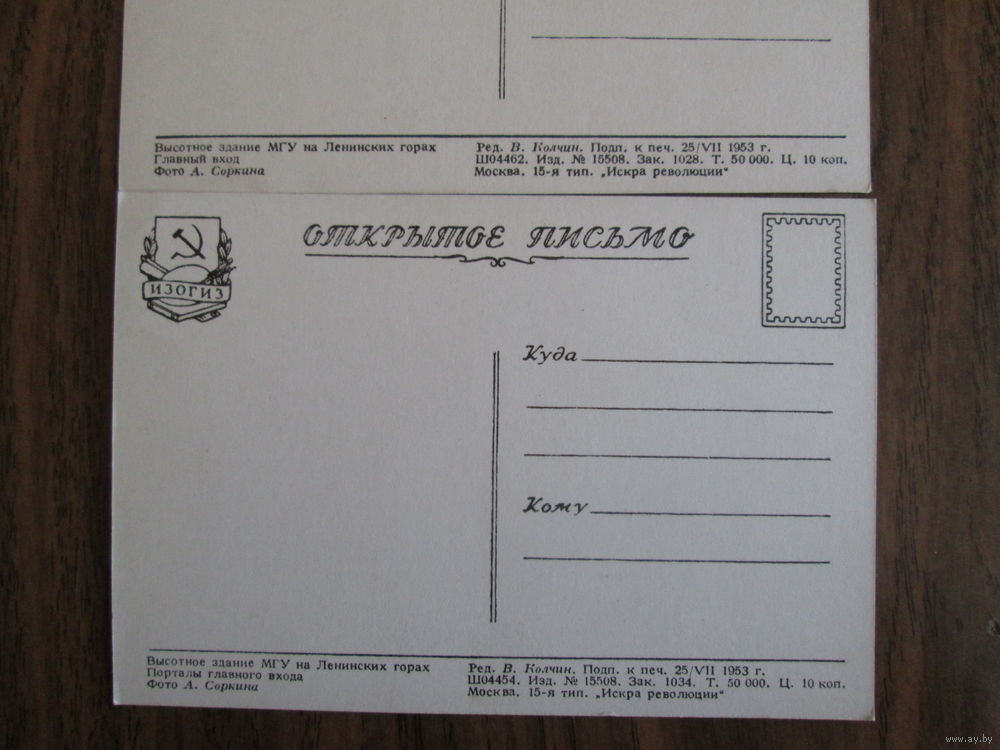 Высотное здание МГУ на Ленинских горах
Главный вход
Фото А. Соркина
Ред. В. Колчин. Подп. к печ. 25/VII 1953 г.
Ш04462. Изд. № 15508. Зак. 1028. Т. 50 000. Ц. 10 коп.
Москва. 15-я тип. „Искра революции“
ИЗОГИЗ
ОТКРЫТОЕ ПИСЬМО
Куда
Кому
Высотное здание МГУ на Ленинских горах
Порталы главного входа
Фото А. Соркина
Ред. В. Колчин. Подп. к печ. 25/VII 1953 г.
Ш04454. Изд. № 15508. Зак. 1034. Т. 50 000. Ц. 10 коп.
Москва. 15-я тип. „Искра революции“
www.ay.by